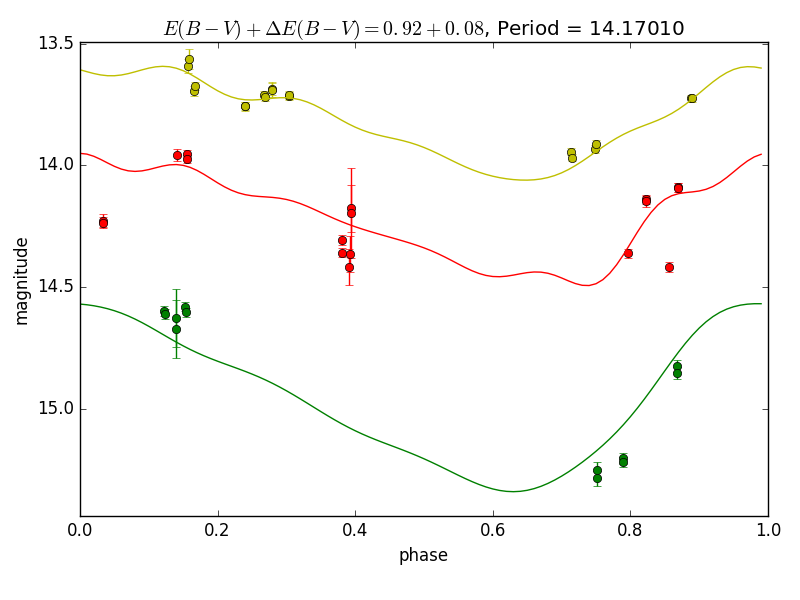 E(B − V) + ΔE(B − V) = 0.92 + 0.08, Period = 14.17010
13.5
14.0
14.5
15.0
magnitude
0.0 0.2 0.4 0.6 0.8 1.0
phase